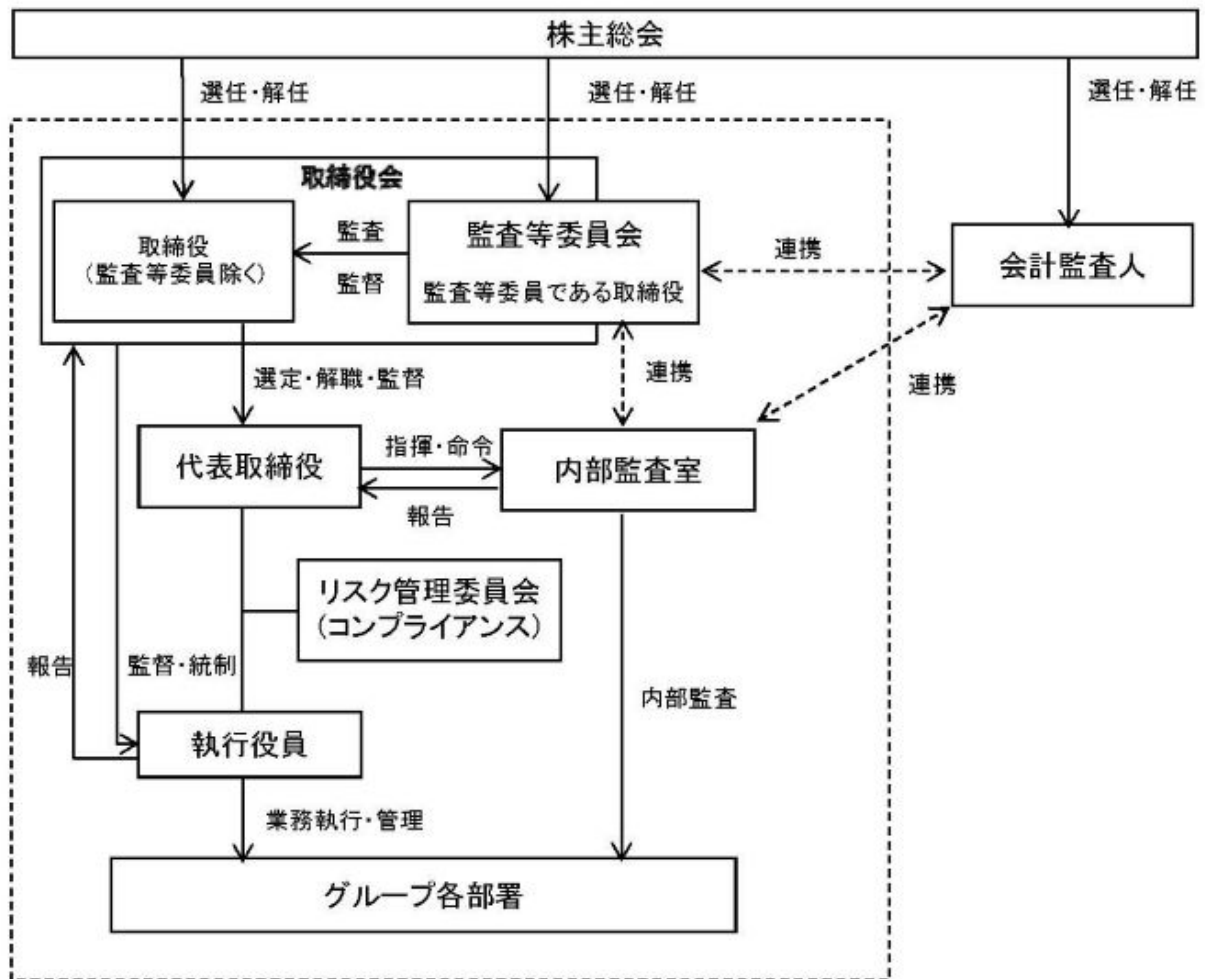 株主総会
選任・解任
選任・解任
選任・解任
取締役会
取締役
(監査等委員除く)
監査
監督
監査等委員会
監査等委員である取締役
連携
会計監査人
選定・解職・監督
連携
連携
代表取締役
指揮・命令
報告
内部監査室
リスク管理委員会
(コンプライアンス)
報告
監督・統制
内部監査
執行役員
業務執行・管理
グループ各部署